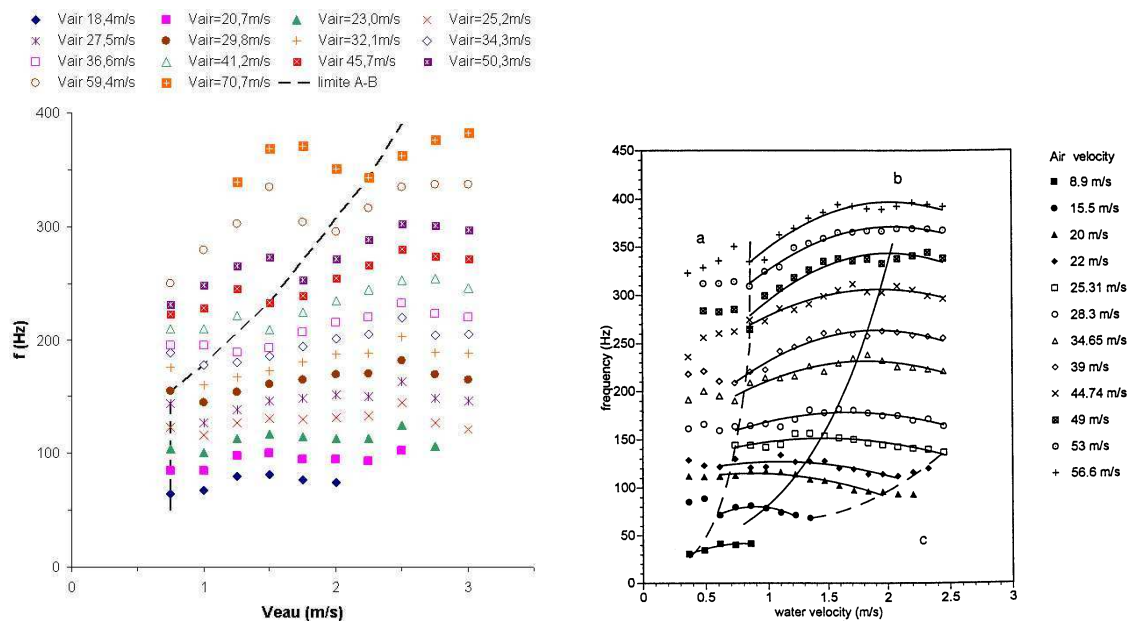 Vair 18,4m/s Vair=20,7m/s Vair=23,0m/s Vair=25,2m/s
Vair 27,5m/s Vair=29,8m/s Vair=32,1m/s Vair=34,3m/s
Vair 36,6m/s Vair=41,2m/s Vair 45,7m/s Vair=50,3m/s
Vair 59,4m/s Vair=70,7m/s limite A-B
400
300
200
100
0
f (Hz)
0 1 2 3
Veau (m/s)
450
400
350
300
250
200
150
100
50
0
frequency(Hz)
a
b
c
0 0.5 1 1.5 2 2.5 3
water velocity (m/s)
Air velocity
8.9 m/s
15.5 m/s
20 m/s
22 m/s
25.31 m/s
28.3 m/s
34.65 m/s
39 m/s
44.74 m/s
49 m/s
53 m/s
56.6 m/s